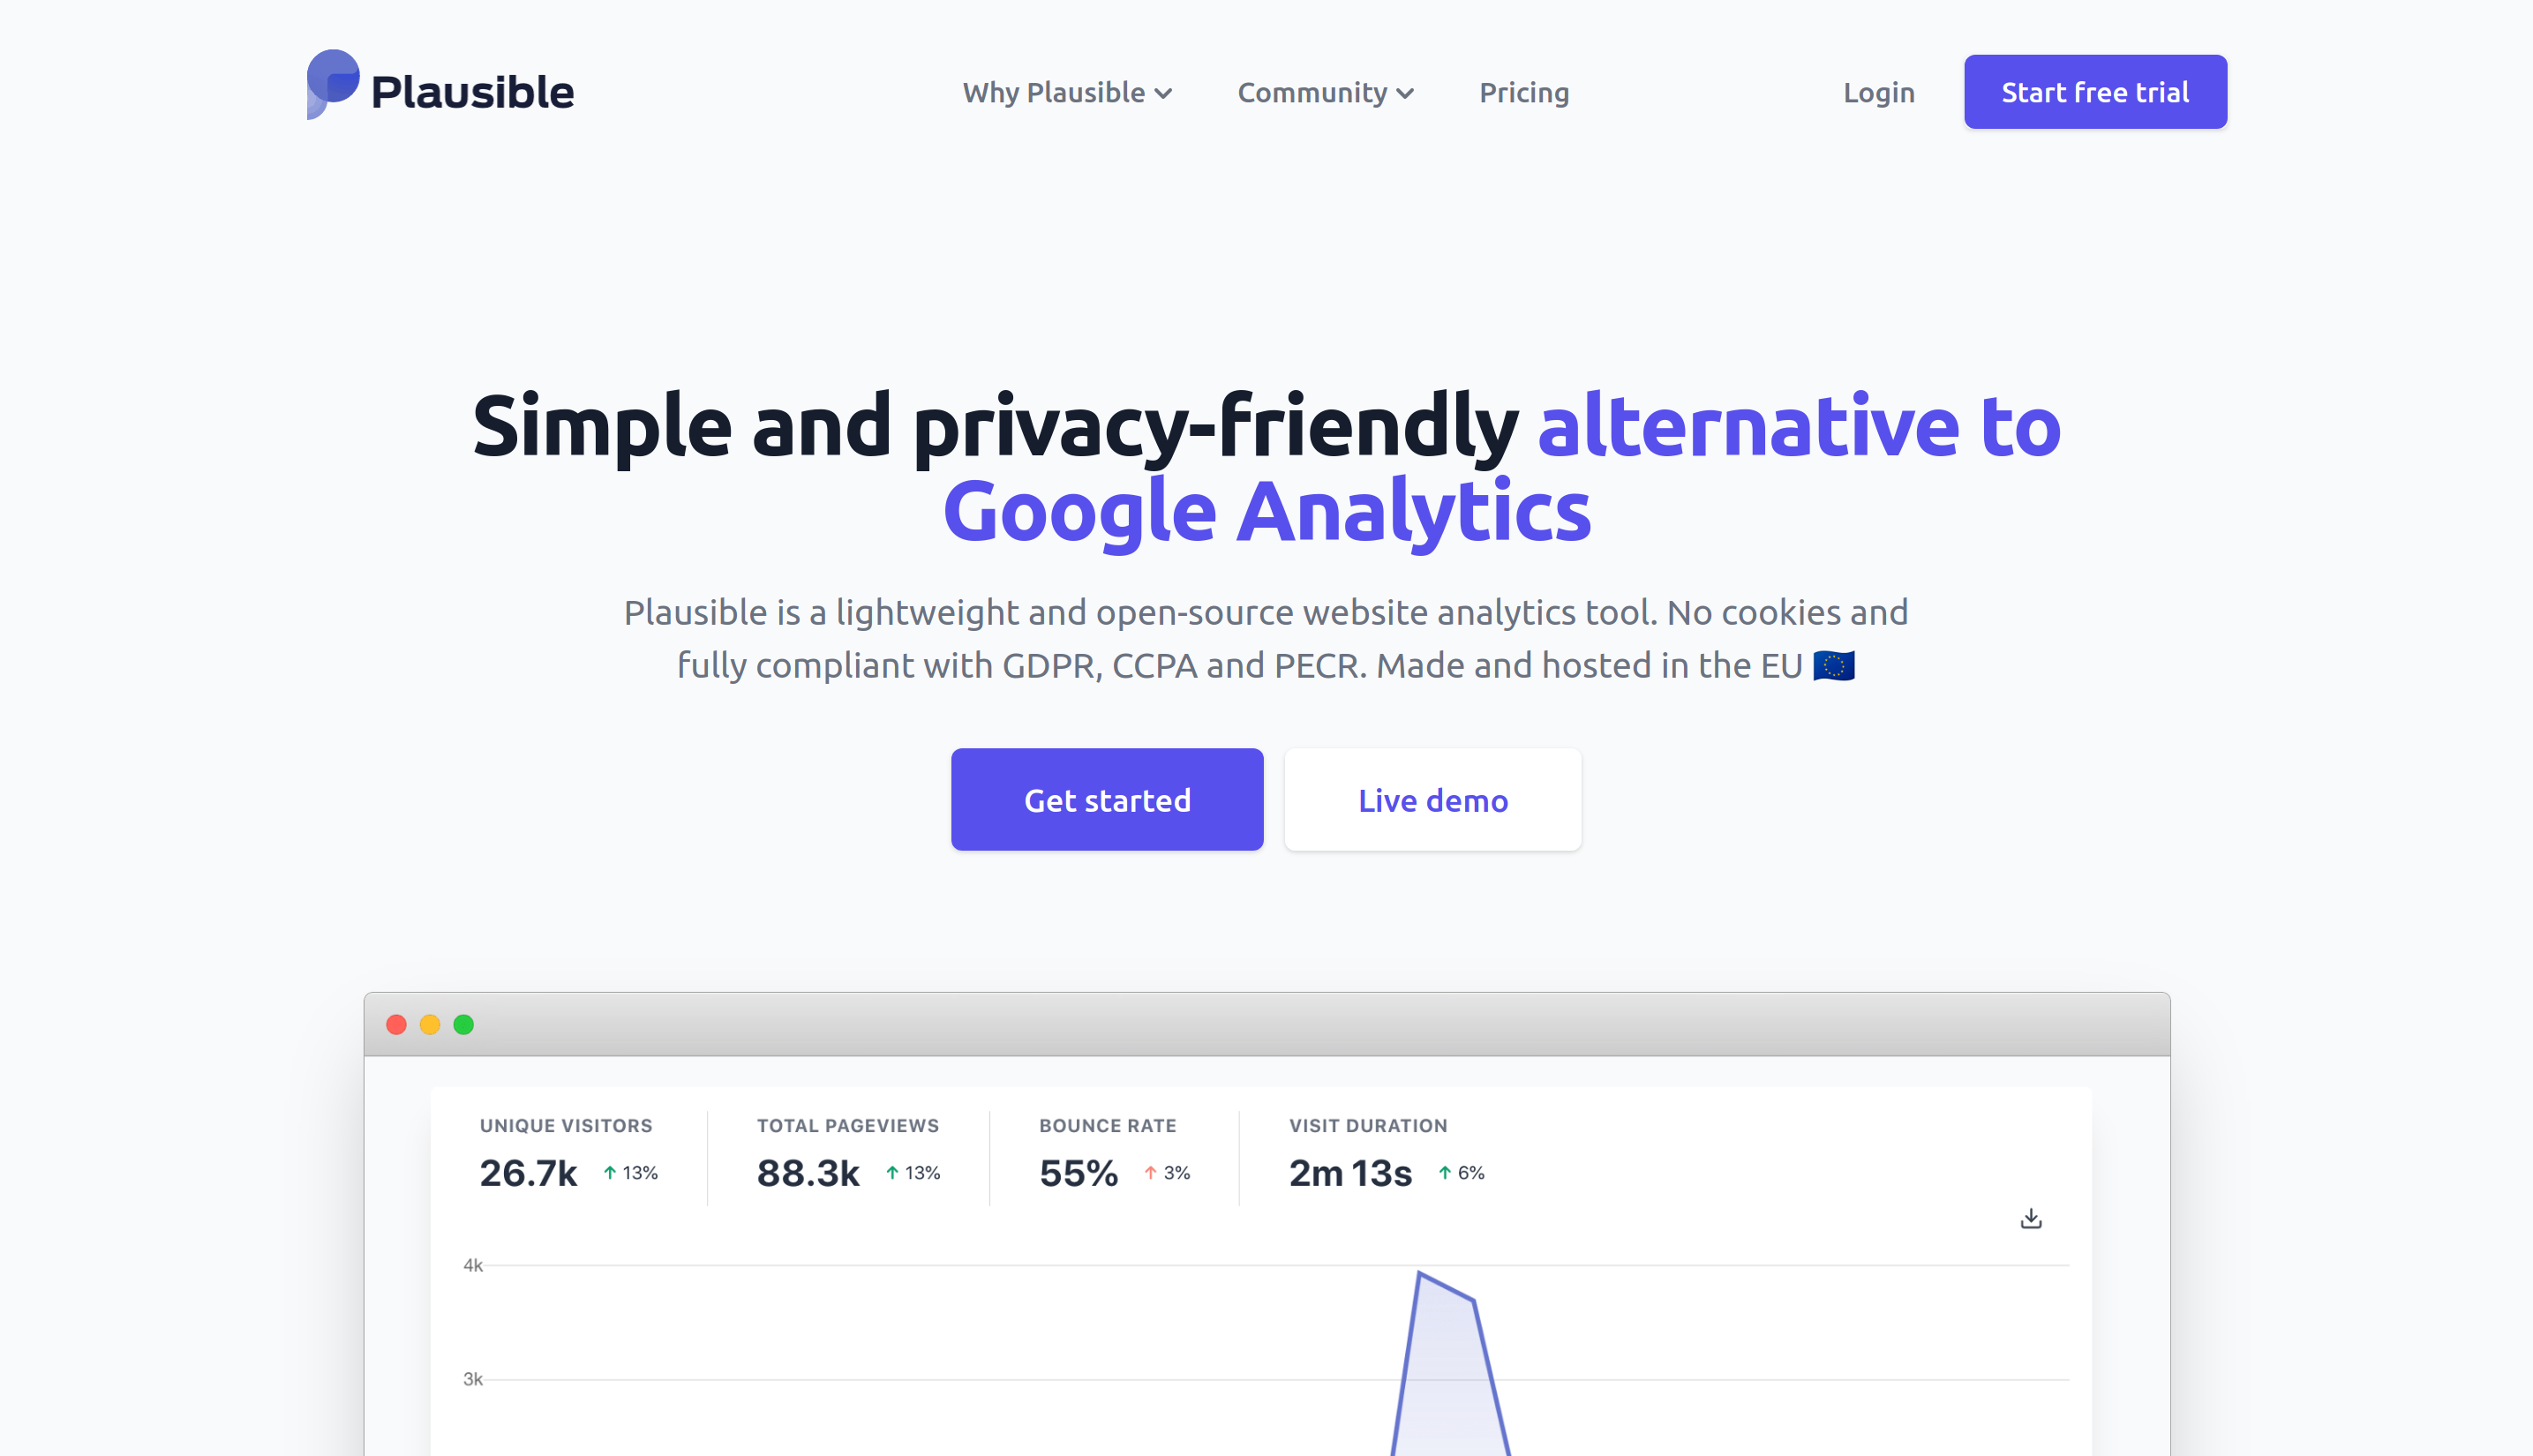 Plausible
Why Plausible
Community
Pricing
Login
Start free trial
Simple and privacy-friendly alternative to
Google Analytics
Plausible is a lightweight and open-source website analytics tool. No cookies and
fully compliant with GDPR, CCPA and PECR. Made and hosted in the EU 🇪🇺
Get started
Live demo
UNIQUE VISITORS
26.7k ↑ 13%
TOTAL PAGEVIEWS
88.3k ↑ 13%
BOUNCE RATE
55% ↑ 3%
VISIT DURATION
2m 13s ↑ 6%
4k
3k